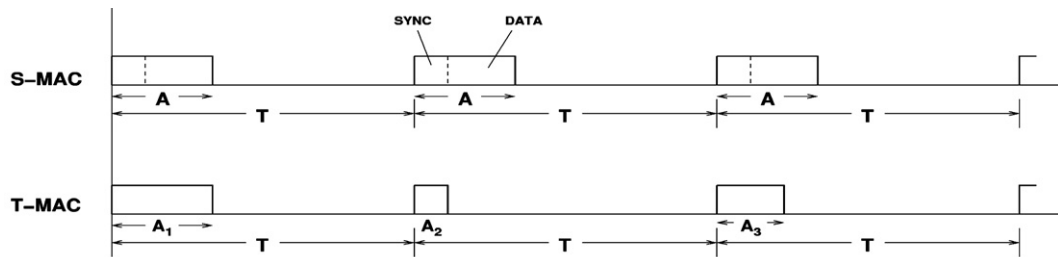 SYNC DATA
S-MAC
A A A
T T T
T-MAC
A₁ A₂ A₃
T T T